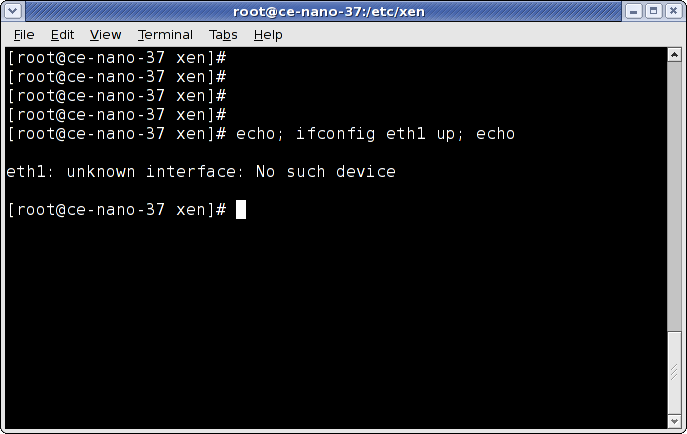 root@ce-nano-37:/etc/xen
File Edit View Terminal Tabs Help
[root@ce-nano-37 xen]#
[root@ce-nano-37 xen]#
[root@ce-nano-37 xen]#
[root@ce-nano-37 xen]#
[root@ce-nano-37 xen]# echo; ifconfig eth1 up; echo
eth1: unknown interface: No such device
[root@ce-nano-37 xen]#